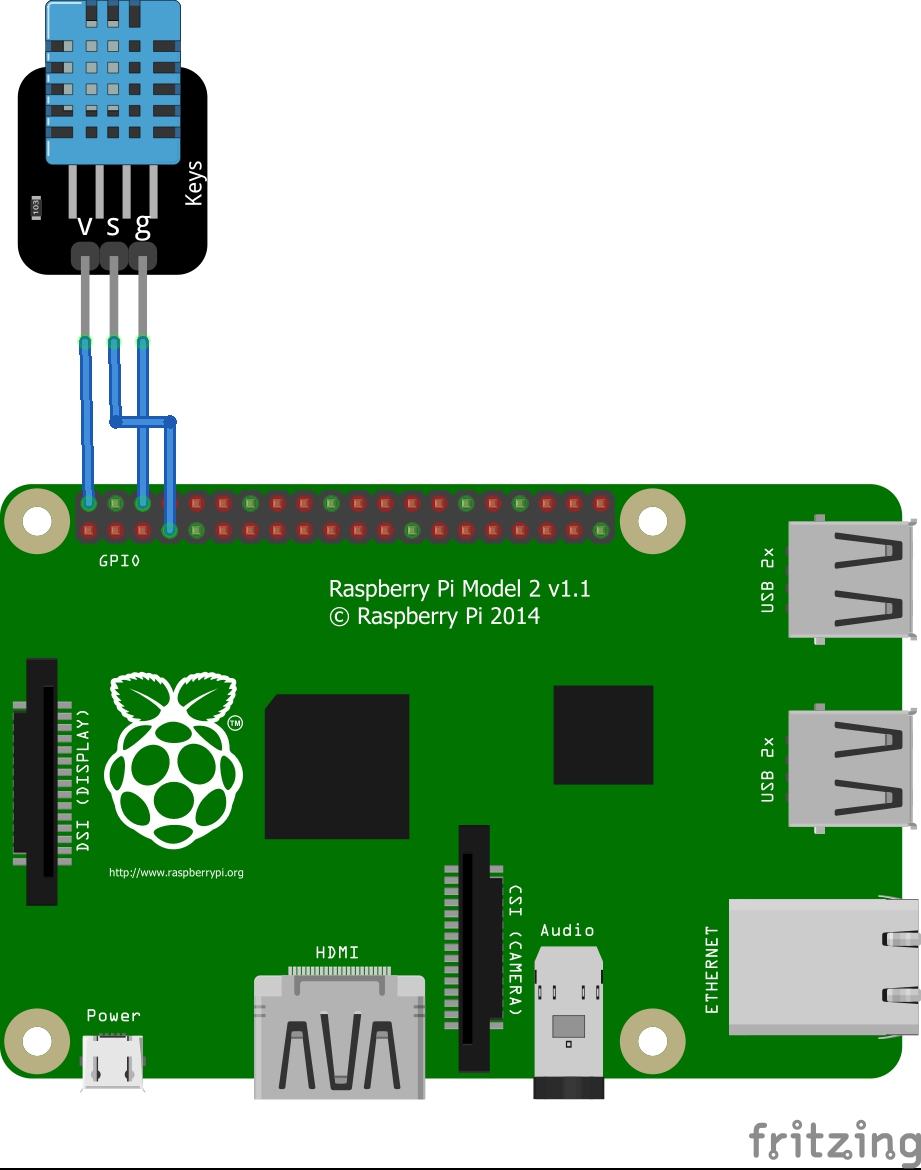 Keys
103
v s g
GPIO
Raspberry Pi Model 2 v1.1
© Raspberry Pi 2014
USB 2x
TM
DSI (DISPLAY)
USB 2x
http://www.raspberrypi.org
CSI (CAMERA)
Audio
ETHERNET
HDMI
Power
fritzing